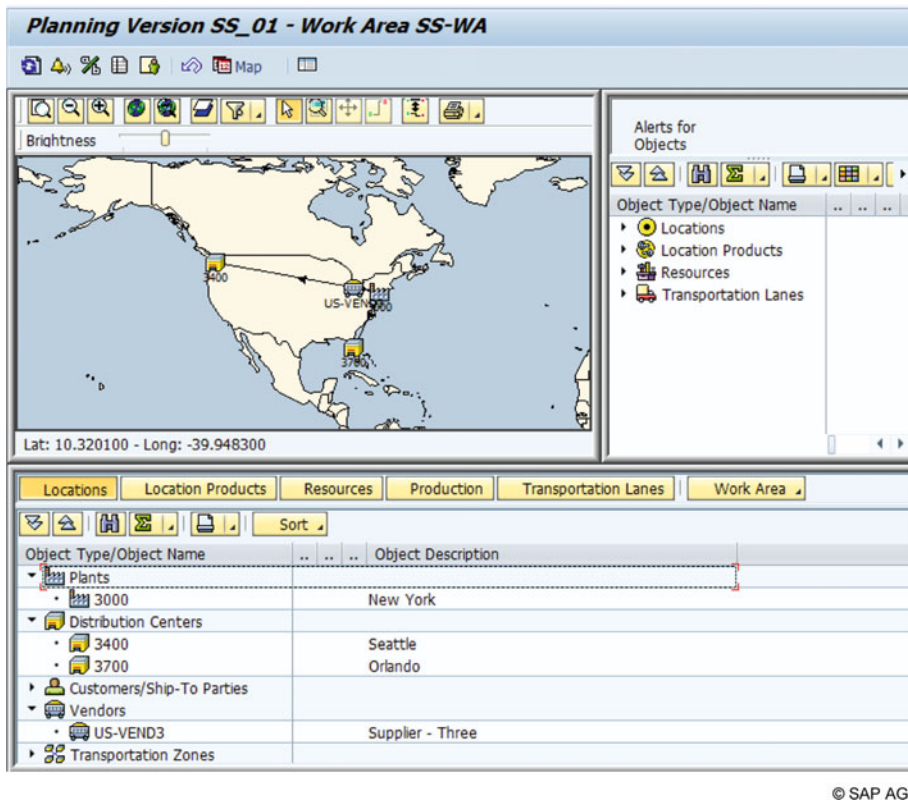 Planning Version SS_01 - Work Area SS-WA
Map
Brightness
3400
US-VEND3
3700
Lat: 10.320100 - Long: -39.948300
Alerts for
Objects
Object Type/Object Name .. .. ..
Locations
Location Products
Resources
Transportation Lanes
Locations Location Products Resources Production Transportation Lanes Work Area
Sort
Object Type/Object Name .. .. .. Object Description
Plants
3000 New York
Distribution Centers
3400 Seattle
3700 Orlando
Customers/Ship-To Parties
Vendors
US-VEND3 Supplier - Three
Transportation Zones
© SAP AG